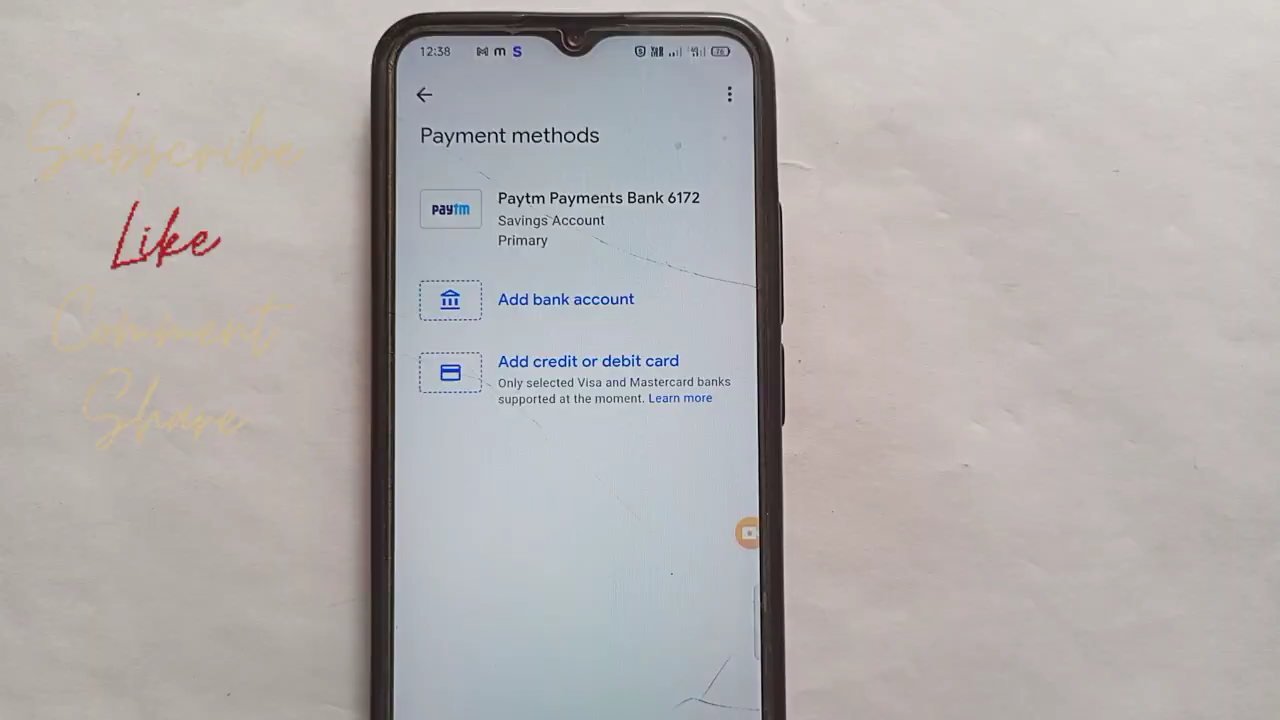 12:38
Payment methods
paytm
Paytm Payments Bank 6172
Savings Account
Primary
Add bank account
Add credit or debit card
Only selected Visa and Mastercard banks
supported at the moment. Learn more
Subscribe
Like
Comment
Share